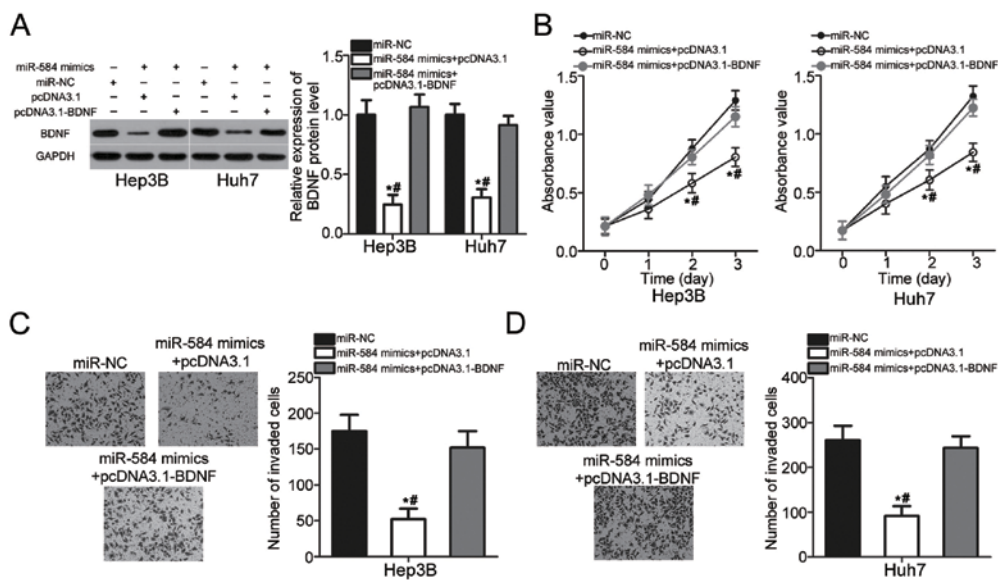 A
miR-584 mimics – + + – + +
miR-NC + – – + – –
pcDNA3.1 – + – – + –
pcDNA3.1-BDNF – – + – – +
BDNF
GAPDH
Hep3B Huh7
miR-NC
miR-584 mimics+pcDNA3.1
miR-584 mimics+
pcDNA3.1-BDNF
Relative expression of
BDNF protein level
1.5
1.0
0.5
0.0
*# *#
Hep3B Huh7
B
miR-NC
miR-584 mimics+pcDNA3.1
miR-584 mimics+pcDNA3.1-BDNF
Absorbance value
1.5
1.0
0.5
0.0
*# *#
0 1 2 3
Time (day)
Hep3B
miR-NC
miR-584 mimics+pcDNA3.1
miR-584 mimics+pcDNA3.1-BDNF
Absorbance value
1.5
1.0
0.5
0.0
*# *#
0 1 2 3
Time (day)
Huh7
C
miR-NC
miR-584 mimics
+pcDNA3.1
miR-584 mimics
+pcDNA3.1-BDNF
miR-NC
miR-584 mimics+pcDNA3.1
miR-584 mimics+pcDNA3.1-BDNF
Number of invaded cells
250
200
150
100
50
0
*#
Hep3B
D
miR-NC
miR-584 mimics
+pcDNA3.1
miR-584 mimics
+pcDNA3.1-BDNF
miR-NC
miR-584 mimics+pcDNA3.1
miR-584 mimics+pcDNA3.1-BDNF
Number of invaded cells
400
300
200
100
0
*#
Huh7